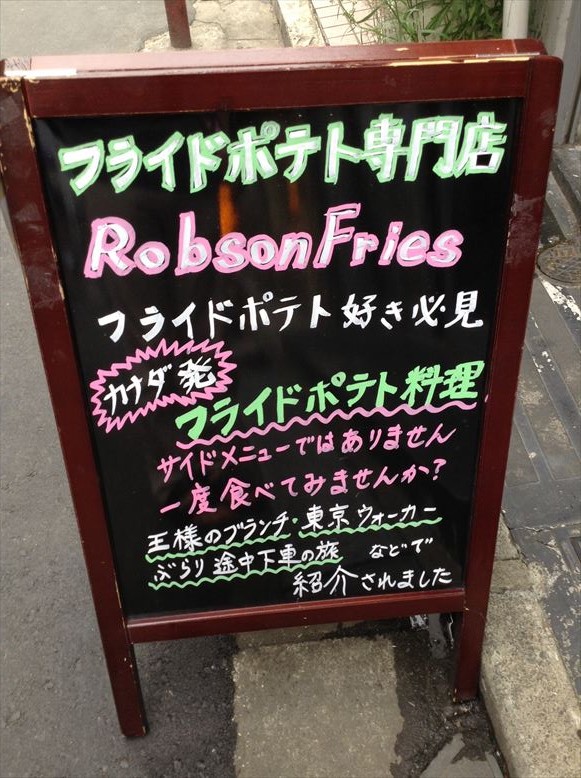 フライドポテト専門店
Robson Fries
フライドポテト 好き必見
カナダ発
フライドポテト料理
サイドメニューではありません
一度食べてみませんか?
王様のブランチ・東京ウォーカー
ぶらり途中下車の旅 などで
紹介されました